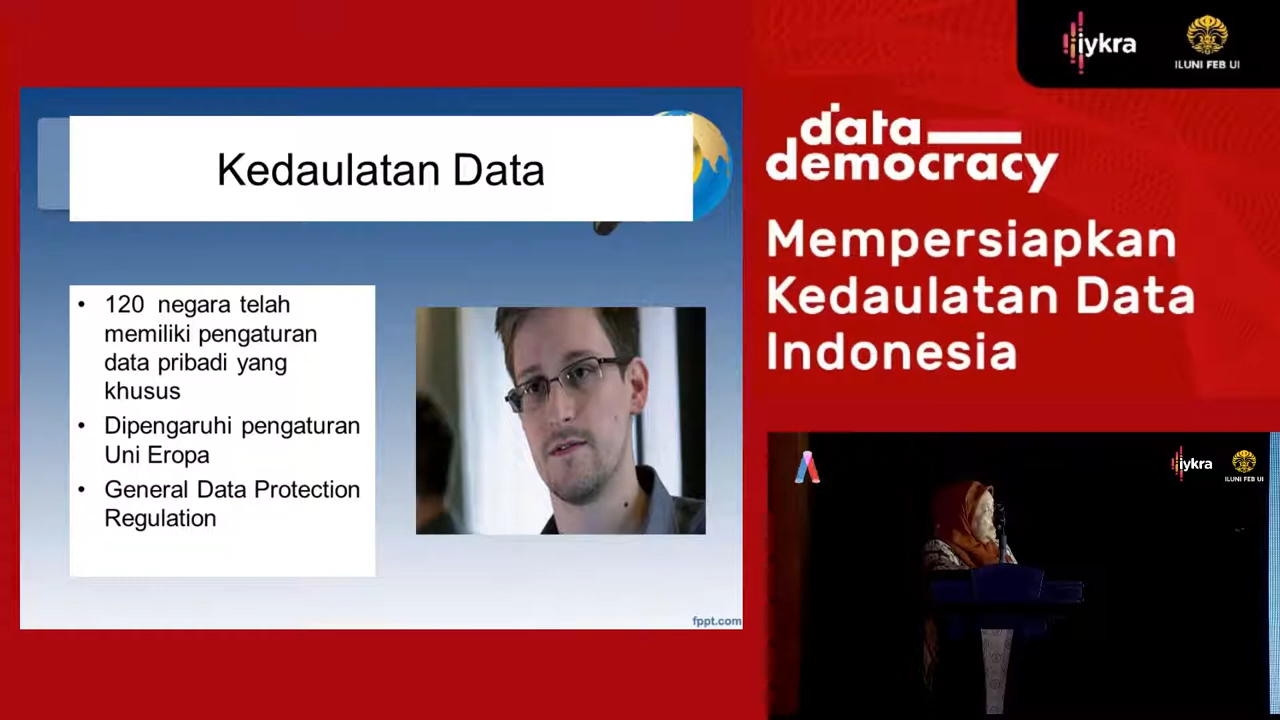 Kedaulatan Data
• 120 negara telah
memiliki pengaturan
data pribadi yang
khusus
• Dipengaruhi pengaturan
Uni Eropa
• General Data Protection
Regulation
fppt.com
iykra
ILUNI FEB UI
data
democracy
Mempersiapkan
Kedaulatan Data
Indonesia
iykra
ILUNI FEB UI